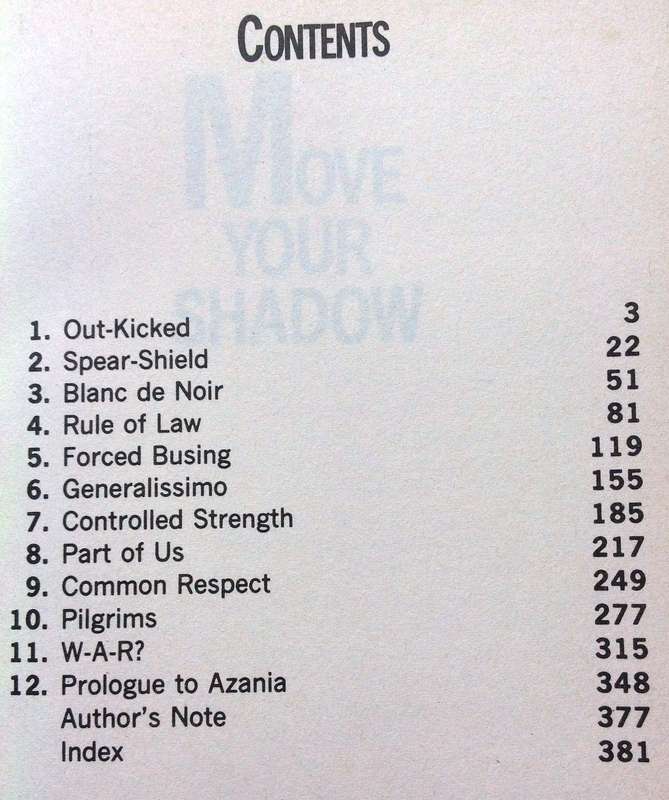 CONTENTS
MOVE
YOUR
SHADOW
1. Out-Kicked 3
2. Spear-Shield 22
3. Blanc de Noir 51
4. Rule of Law 81
5. Forced Busing 119
6. Generalissimo 155
7. Controlled Strength 185
8. Part of Us 217
9. Common Respect 249
10. Pilgrims 277
11. W-A-R? 315
12. Prologue to Azania 348
Author's Note 377
Index 381